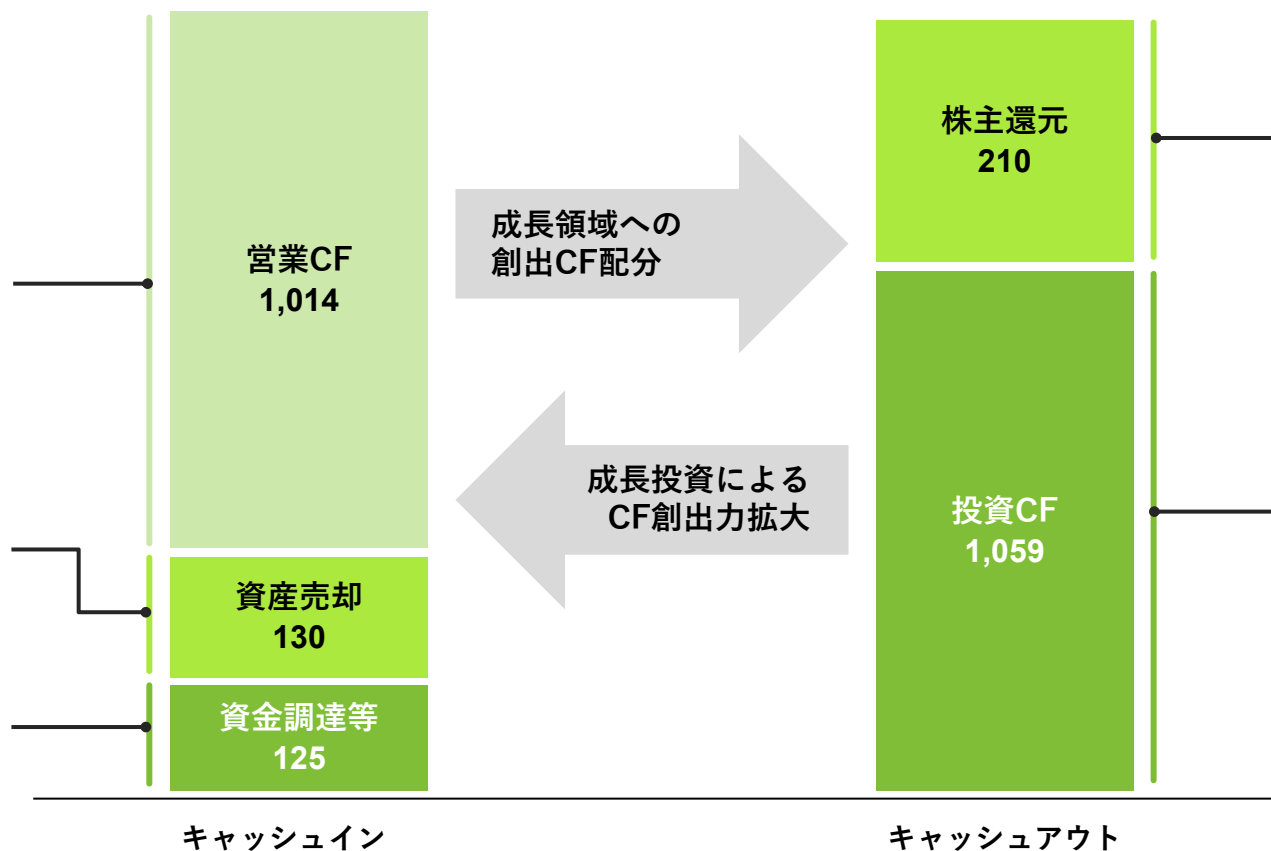 営業CF
1,014
資産売却
130
資金調達等
125
キャッシュイン
成長領域への
創出CF配分
成長投資による
CF創出力拡大
株主還元
210
投資CF
1,059
キャッシュアウト